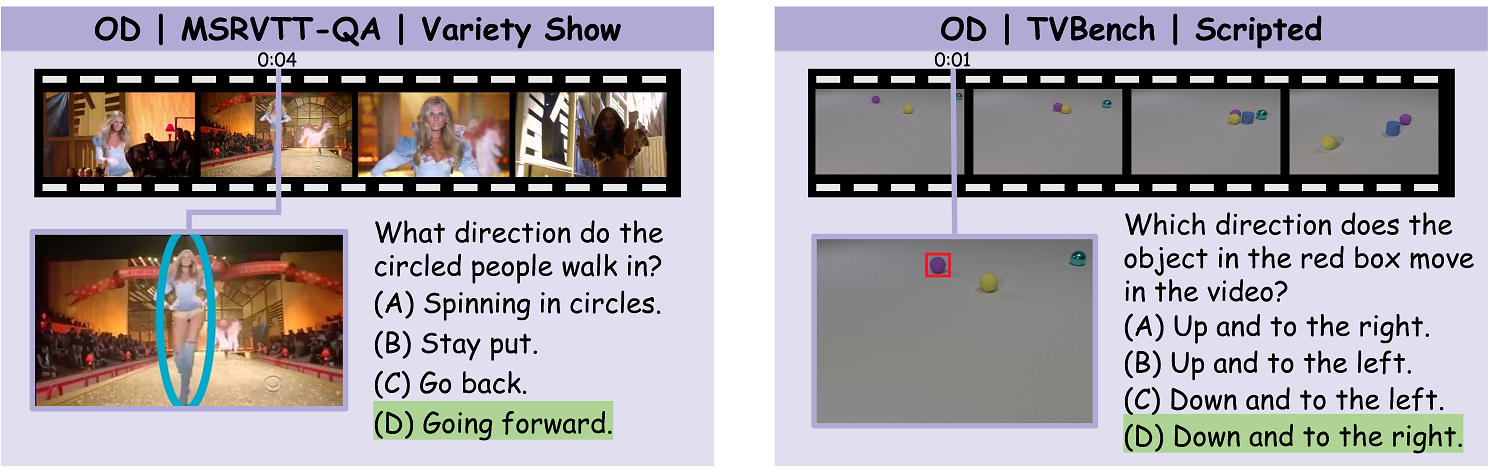 OD | MSRVTT-QA | Variety Show
0:04
What direction do the
circled people walk in?
(A) Spinning in circles.
(B) Stay put.
(C) Go back.
(D) Going forward.
OD | TVBench | Scripted
0:01
Which direction does the
object in the red box move
in the video?
(A) Up and to the right.
(B) Up and to the left.
(C) Down and to the left.
(D) Down and to the right.